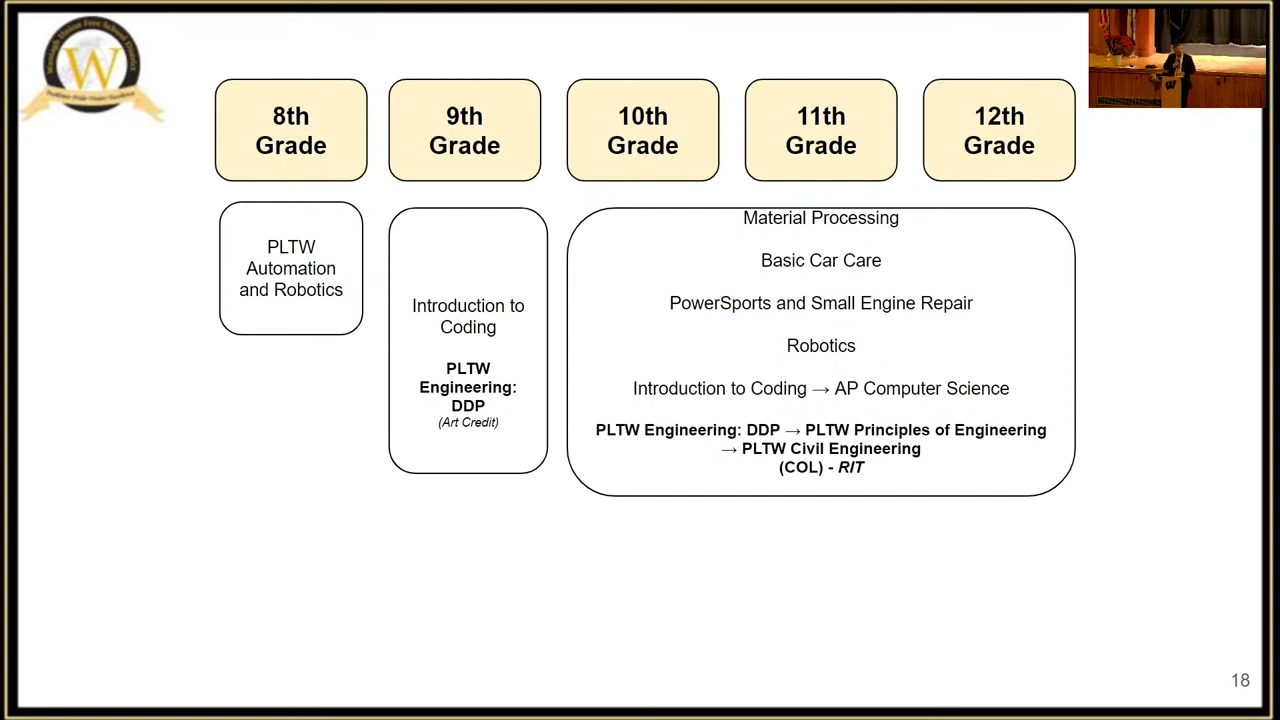 W
8th
Grade
9th
Grade
10th
Grade
11th
Grade
12th
Grade
PLTW
Automation
and Robotics
Introduction to
Coding
PLTW
Engineering:
DDP
(Art Credit)
Material Processing
Basic Car Care
PowerSports and Small Engine Repair
Robotics
Introduction to Coding → AP Computer Science
PLTW Engineering: DDP → PLTW Principles of Engineering
→ PLTW Civil Engineering
(COL) - RIT
W
18